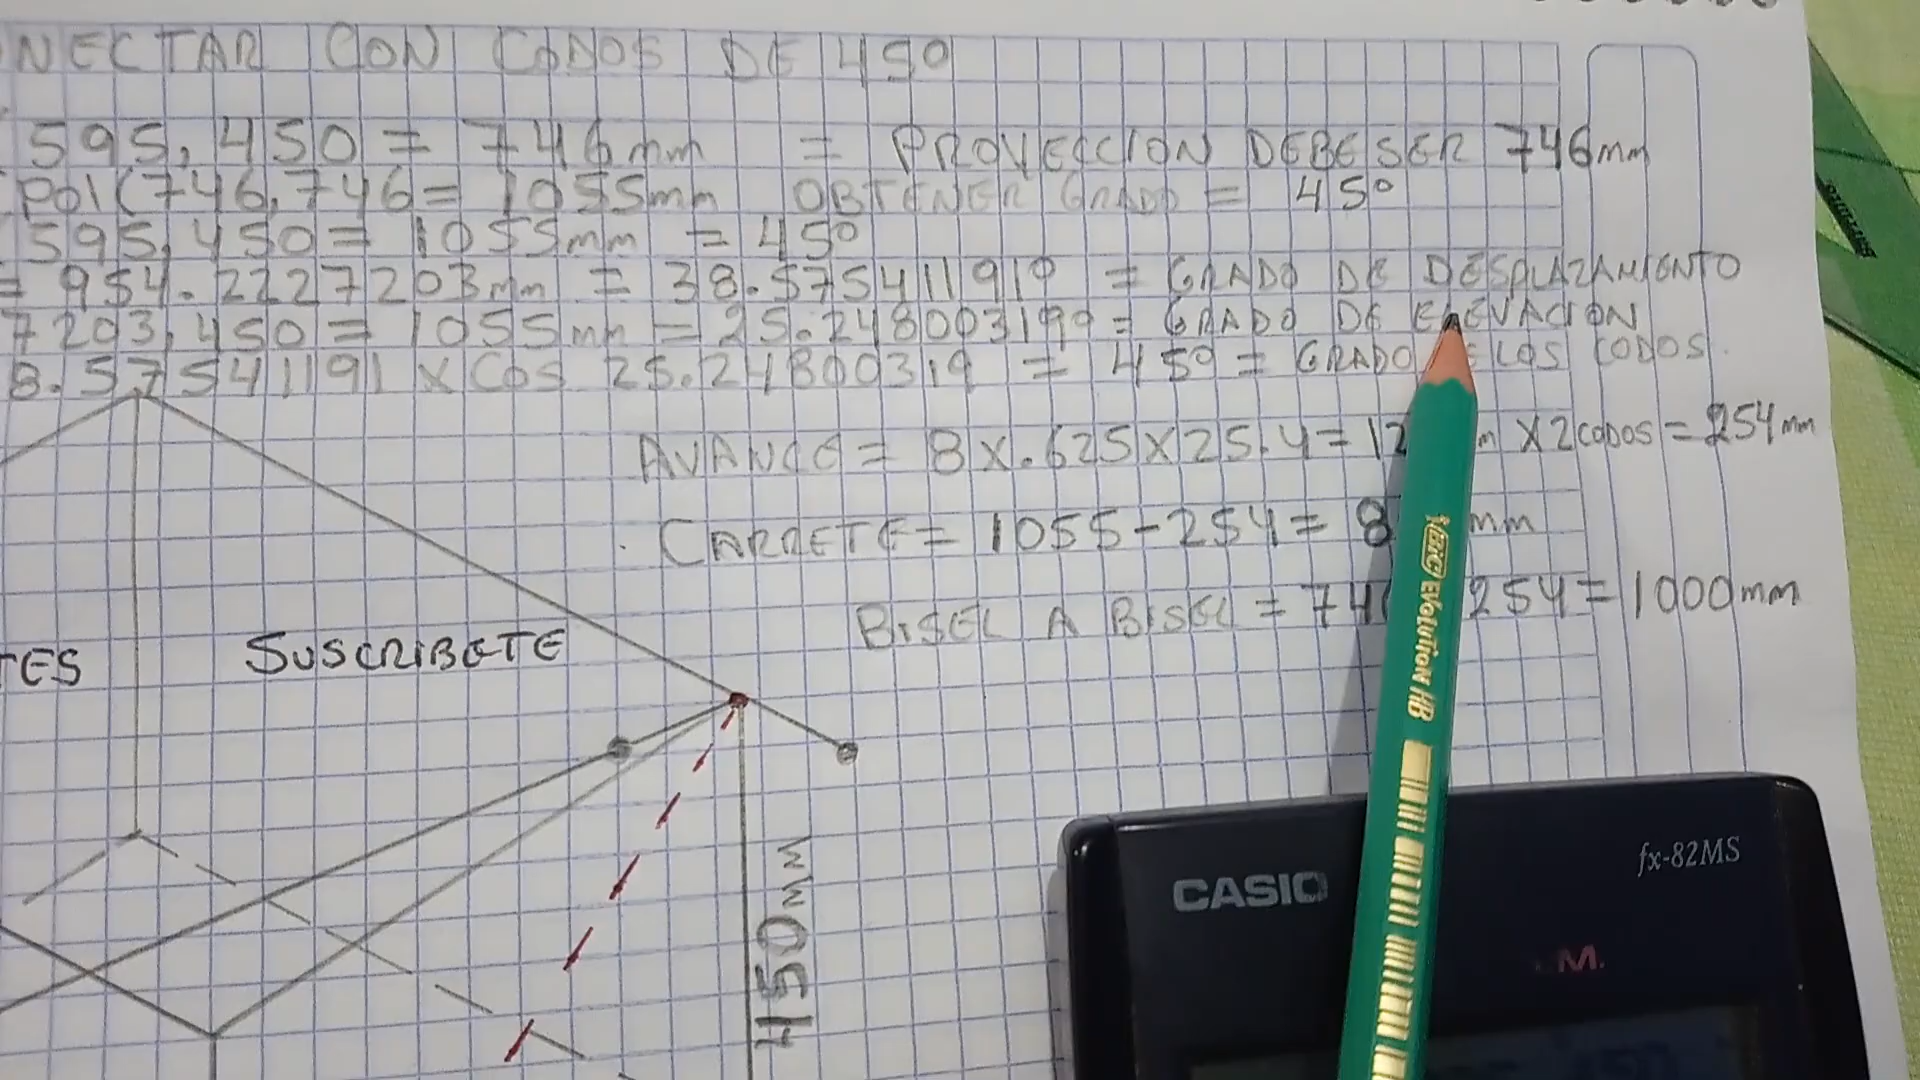 NECTAR CON CODOS DE 45°
595,450 = 746mm = PROYECCION DEBE SER 746mm
POl(746,746 = 1055mm OBTENER GRADO = 45°
595,450 = 1055mm = 45°
= 954.2227203mm = 38.57541191° = GRADO DE DESPLAZAMIENTO
7203,450 = 1055mm = 25.24800319° = GRADO DE ELEVACION
8.57541191 X COS 25.24800319 = 45° = GRADO LOS CODOS.
AVANCE = 8 X .625 X 25.4 = 12 m X 2 CODOS = 254mm
CARRETE = 1055 - 254 = 8 mm
BISEL A BISEL = 74 254 = 1000mm
TES SUSCRIBETE
450mm
BIC Evolution HB
CASIO fx-82MS
M.